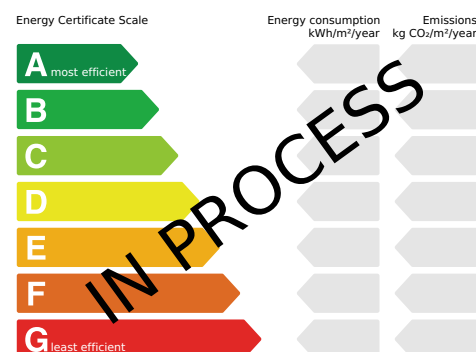 Energy Certificate Scale
Energy consumption
kWh/m²/year
Emissions
kg CO₂/m²/year
A most efficient
B
C
D
E
F
G least efficient
IN PROCESS